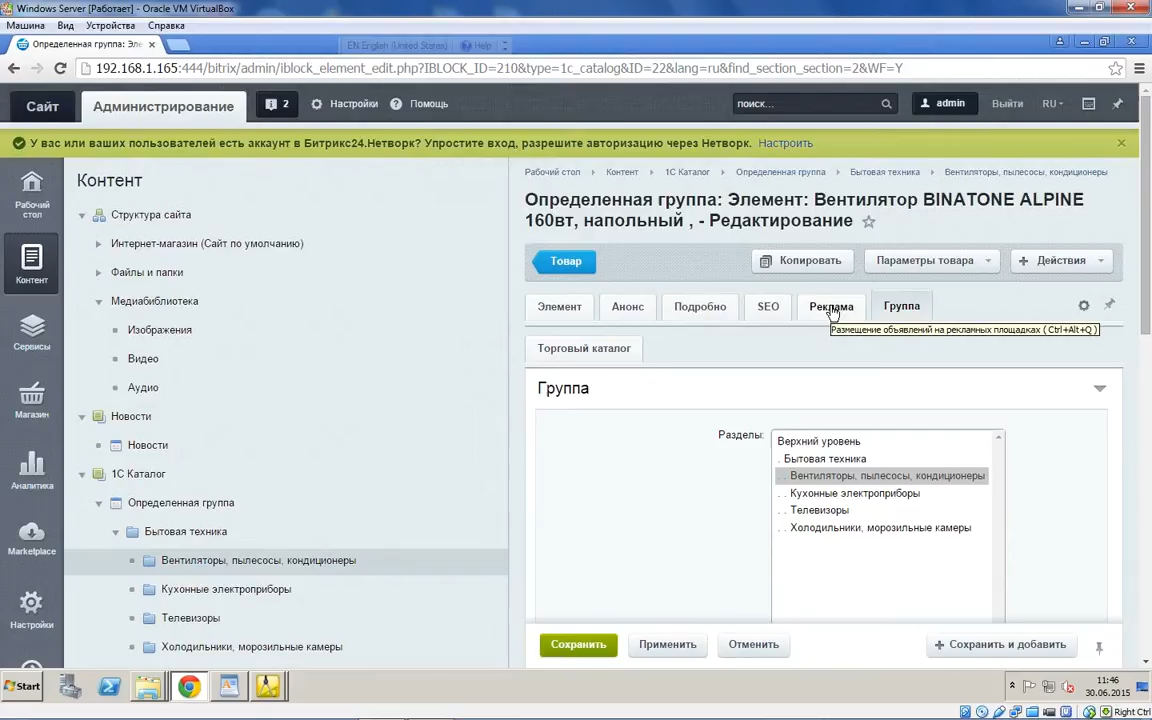 Windows Server [Работает] - Oracle VM VirtualBox
Машина Вид Устройства Справка
Определенная группа: Эле
EN English (United States) Help
192.168.1.165:444/bitrix/admin/iblock_element_edit.php?IBLOCK_ID=210&type=1c_catalog&ID=22&lang=ru&find_section_section=2&WF=Y
Сайт Администрирование 2 Настройки Помощь поиск... admin Выйти RU
У вас или ваших пользователей есть аккаунт в Битрикс24.Нетворк? Упростите вход, разрешите авторизацию через Нетворк. Настроить
Рабочий стол
Контент
Сервисы
Магазин
Аналитика
Marketplace
Настройки
Контент
Структура сайта
Интернет-магазин (Сайт по умолчанию)
Файлы и папки
Медиабиблиотека
Изображения
Видео
Аудио
Новости
Новости
1С Каталог
Определенная группа
Бытовая техника
Вентиляторы, пылесосы, кондиционеры
Кухонные электроприборы
Телевизоры
Холодильники, морозильные камеры
Рабочий стол Контент 1С Каталог Определенная группа Бытовая техника Вентиляторы, пылесосы, кондиционеры
Определенная группа: Элемент: Вентилятор BINATONE ALPINE
160вт, напольный , - Редактирование
Товар Копировать Параметры товара Действия
Элемент Анонс Подробно SEO Реклама Группа
Размещение объявлений на рекламных площадках ( Ctrl+Alt+Q )
Торговый каталог
Группа
Разделы:
Верхний уровень
. Бытовая техника
. . Вентиляторы, пылесосы, кондиционеры
. . Кухонные электроприборы
. . Телевизоры
. . Холодильники, морозильные камеры
Сохранить Применить Отменить Сохранить и добавить
Start
11:46
30.06.2015
Right Ctrl